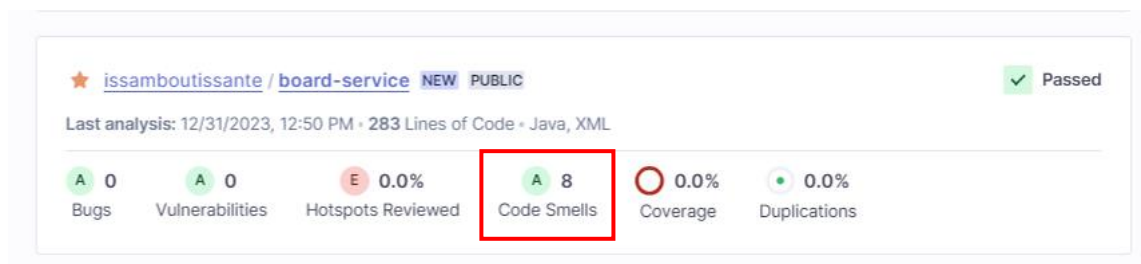 issamboutissante / board-service NEW PUBLIC Passed
Last analysis: 12/31/2023, 12:50 PM • 283 Lines of Code • Java, XML
A 0 A 0 E 0.0% A 8 0.0% 0.0%
Bugs Vulnerabilities Hotspots Reviewed Code Smells Coverage Duplications